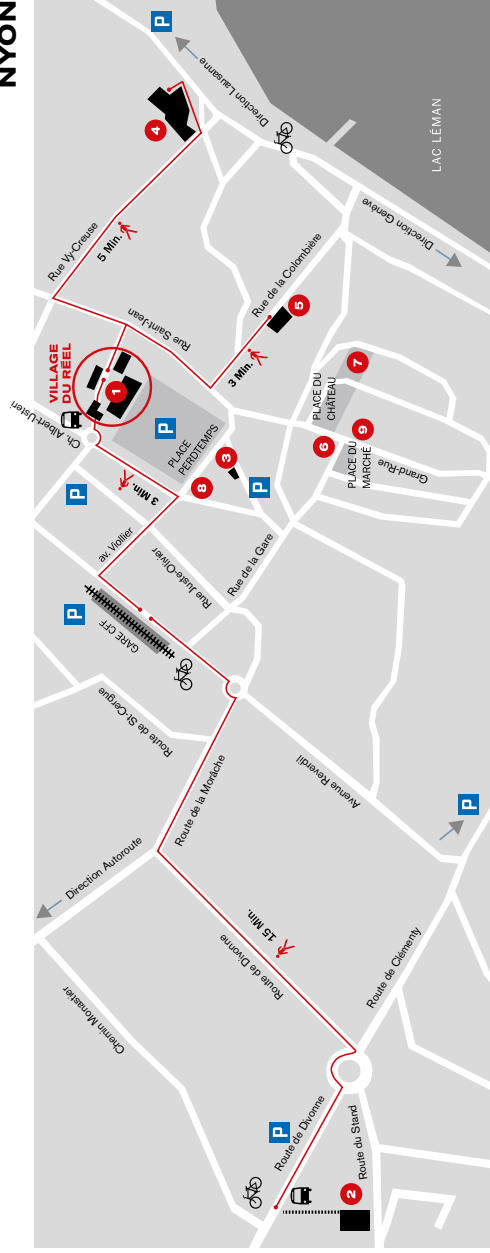 NYON
P
Direction Lausanne
LAC LÉMAN
4
Rue Vy-Creuse
5 Min.
Direction Genève
Rue de la Colombière
5
Rue Saint-Jean
3 Min.
VILLAGE
DU RÉEL
1
Ch. Albert-Usteri
P
PLACE
PERDTEMPS
PLACE DU
CHÂTEAU
7
6
9
PLACE DU
MARCHÉ
Grand-Rue
3
8
P
P
3 Min.
av. Viollier
Rue Juste-Olivier
Rue de la Gare
P
GARE CFF
Route de St-Cergue
Route de la Morâche
Avenue Reverdil
P
Direction Autoroute
15 Min.
Route de Divonne
Chemin Monastier
Route de Clémenty
P
Route de Divonne
Route du Stand
2